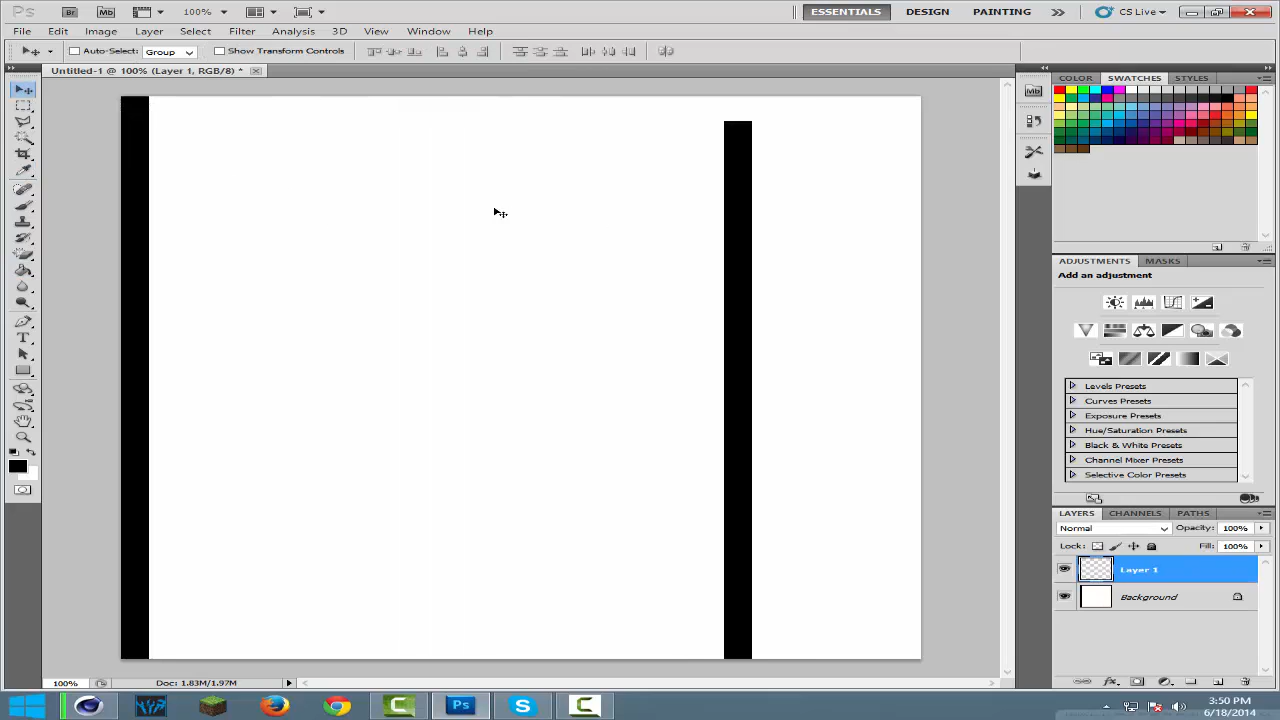 Ps Br Mb 100% ESSENTIALS DESIGN PAINTING CS Live
File Edit Image Layer Select Filter Analysis 3D View Window Help
Auto-Select: Group Show Transform Controls
Untitled-1 @ 100% (Layer 1, RGB/8) *
COLOR SWATCHES STYLES
Mb
ADJUSTMENTS MASKS
Add an adjustment
T
Levels Presets
Curves Presets
Exposure Presets
Hue/Saturation Presets
Black & White Presets
Channel Mixer Presets
Selective Color Presets
LAYERS CHANNELS PATHS
Normal Opacity: 100%
Lock: Fill: 100%
Layer 1
Background
100% Doc: 1.83M/1.97M
Ps
3:50 PM
6/18/2014